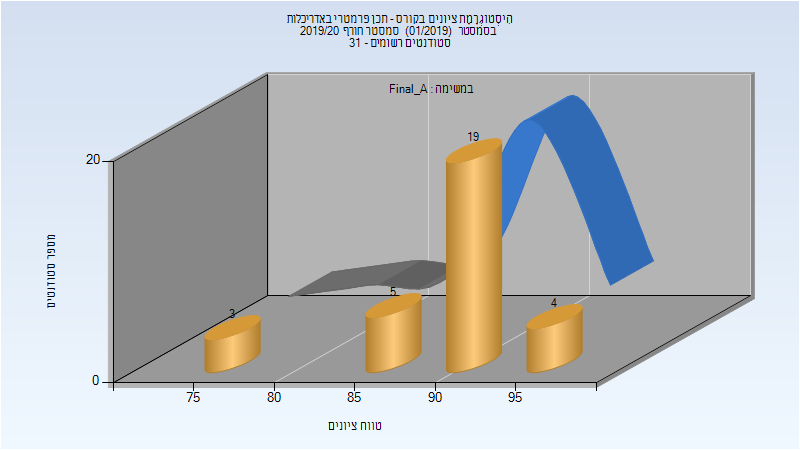 היסטוגרמת ציונים בקורס - תכן פרמטרי באדריכלות
בסמסטר (01/2019) סמסטר חורף 2019/20
סטודנטים רשומים - 31
במשימה : Final_A
19
20
5
4
3
0
75
80
85
90
95
מספר סטודנטים
טווח ציונים